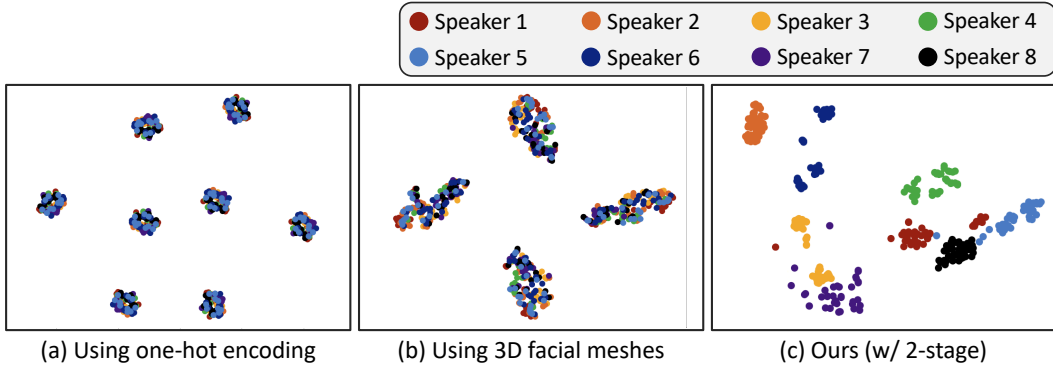 Speaker 1 Speaker 2 Speaker 3 Speaker 4
Speaker 5 Speaker 6 Speaker 7 Speaker 8
(a) Using one-hot encoding (b) Using 3D facial meshes (c) Ours (w/ 2-stage)